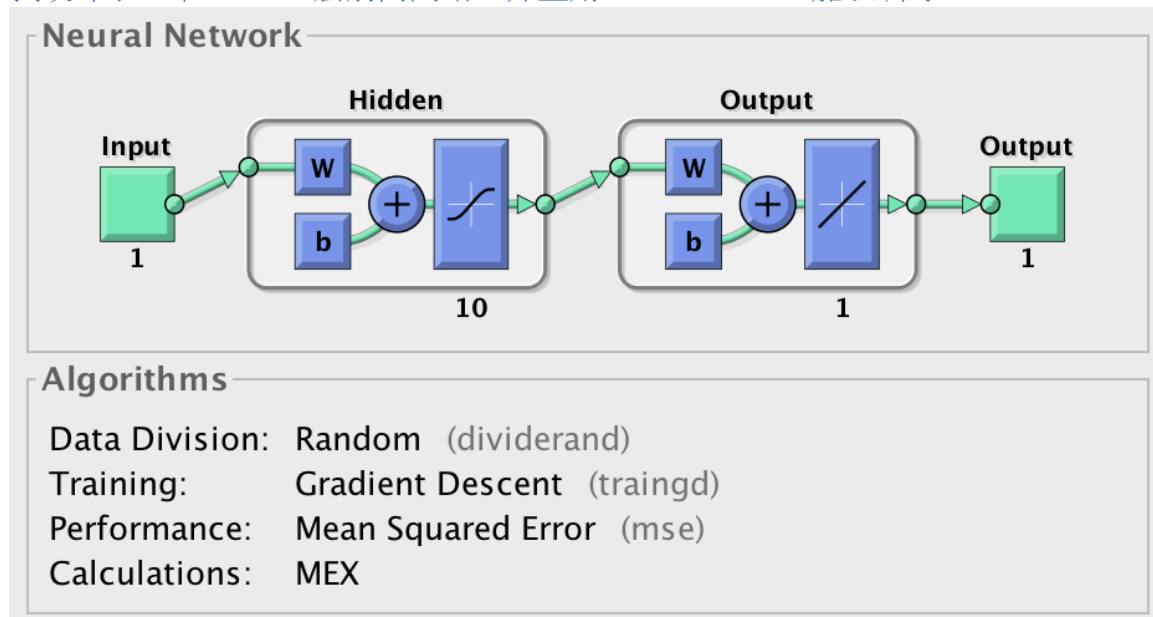 Neural Network
Hidden
Output
Input
Output
W
W
b
b
1
1
10
1
Algorithms
Data Division: Random (dividerand)
Training: Gradient Descent (traingd)
Performance: Mean Squared Error (mse)
Calculations: MEX